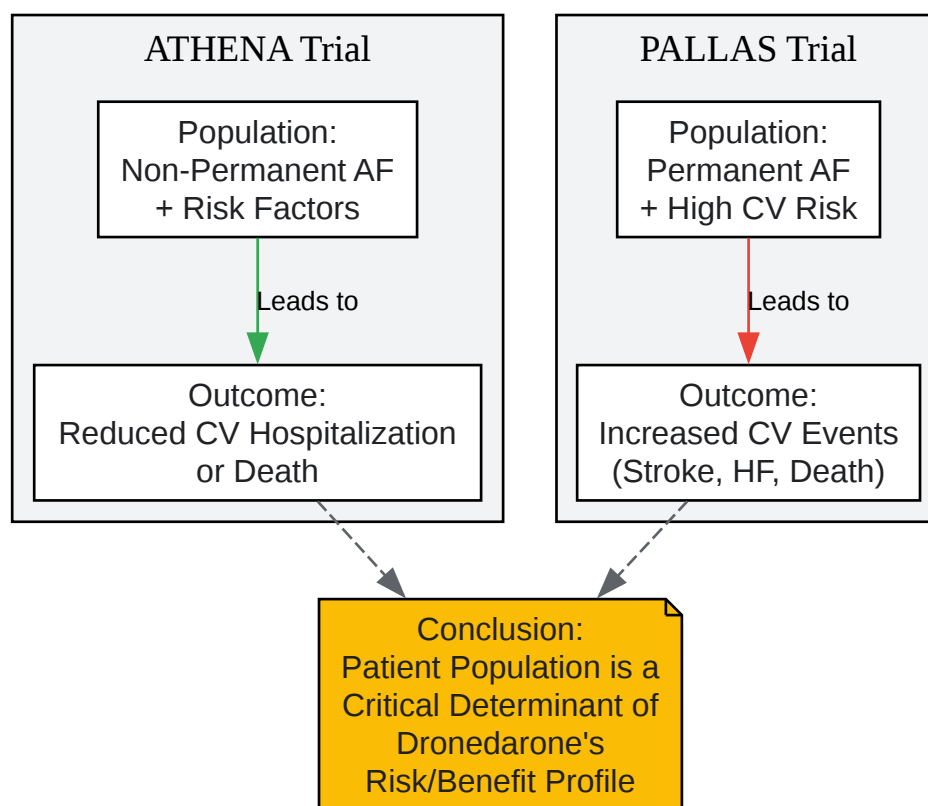 ATHENA Trial
Population:
Non-Permanent AF
+ Risk Factors
Leads to
Outcome:
Reduced CV Hospitalization
or Death
PALLAS Trial
Population:
Permanent AF
+ High CV Risk
Leads to
Outcome:
Increased CV Events
(Stroke, HF, Death)
Conclusion:
Patient Population is a
Critical Determinant of
Dronedarone's
Risk/Benefit Profile